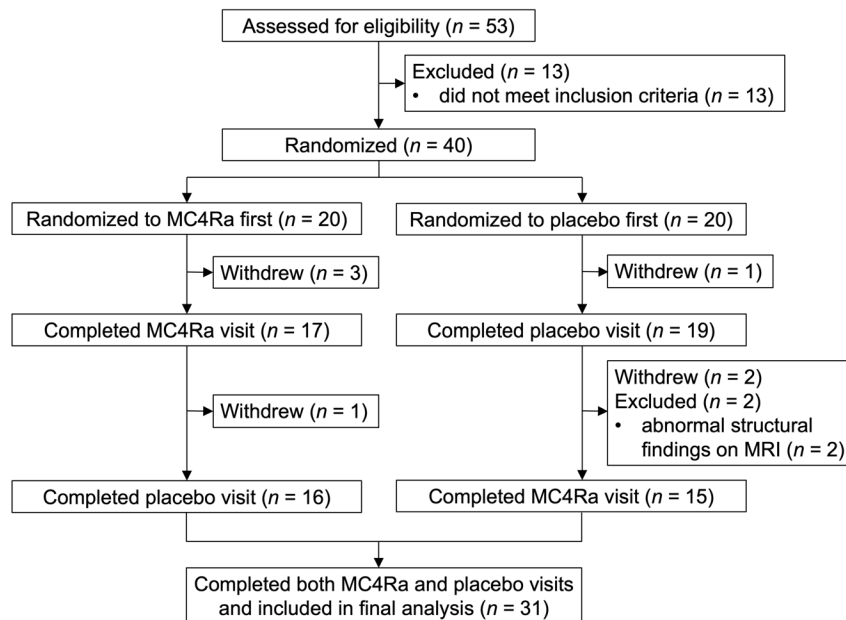 Assessed for eligibility (n = 53)
Excluded (n = 13)
• did not meet inclusion criteria (n = 13)
Randomized (n = 40)
Randomized to MC4Ra first (n = 20)
Randomized to placebo first (n = 20)
Withdrew (n = 3)
Withdrew (n = 1)
Completed MC4Ra visit (n = 17)
Completed placebo visit (n = 19)
Withdrew (n = 1)
Withdrew (n = 2)
Excluded (n = 2)
• abnormal structural
findings on MRI (n = 2)
Completed placebo visit (n = 16)
Completed MC4Ra visit (n = 15)
Completed both MC4Ra and placebo visits
and included in final analysis (n = 31)